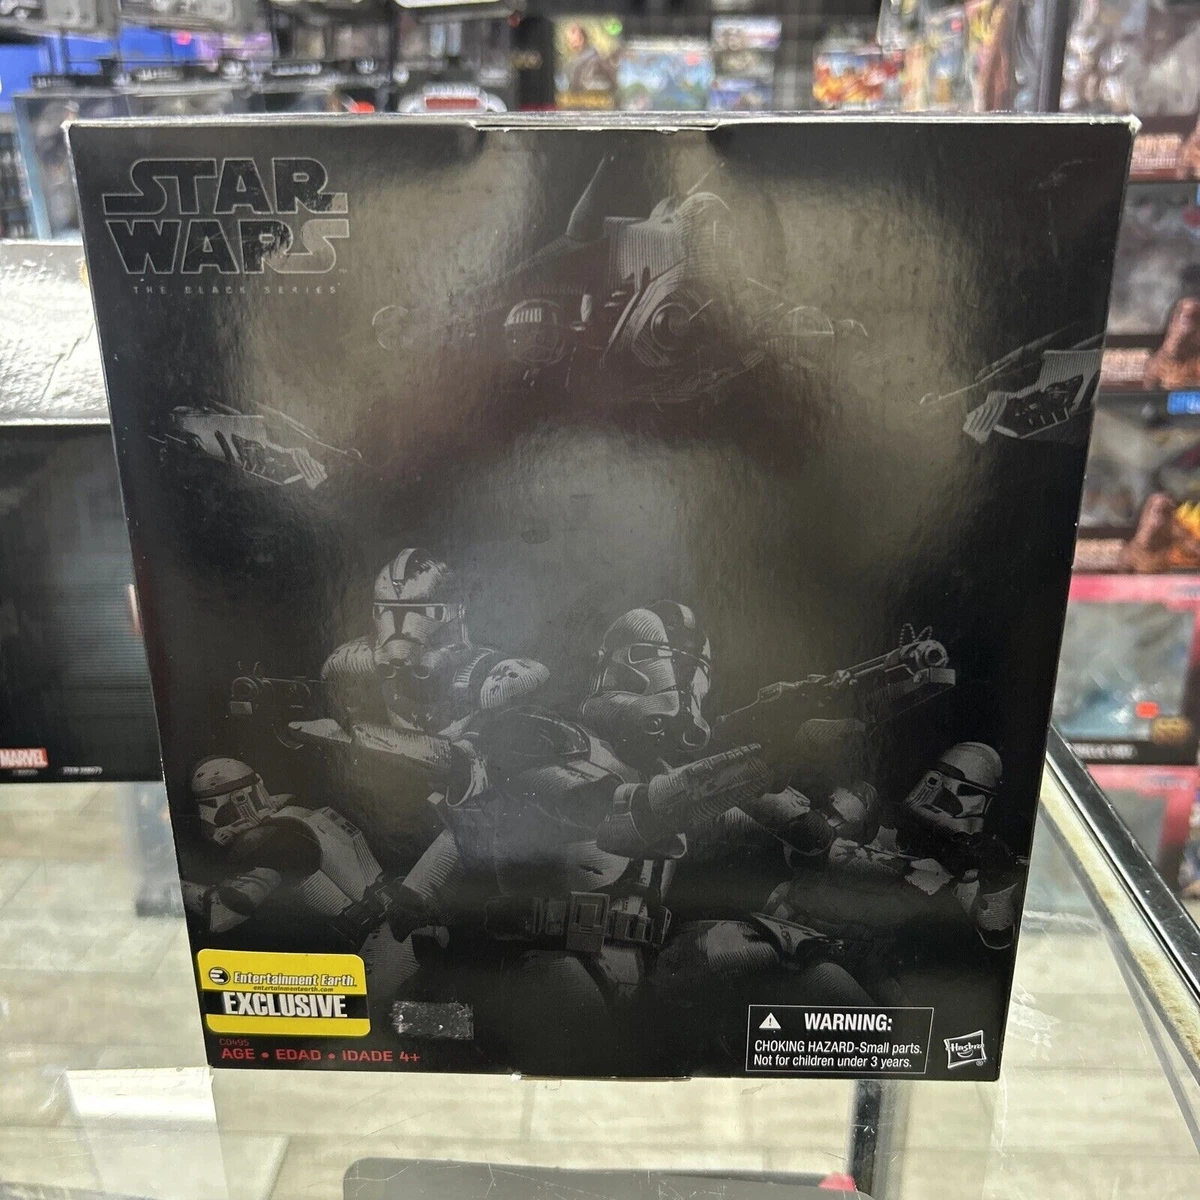 STAR
WARS
THE BLACK SERIES
MARVEL
Entertainment Earth
entertainmentearth.com
EXCLUSIVE
C0495
AGE • EDAD • IDADE 4+
WARNING:
CHOKING HAZARD-Small parts.
Not for children under 3 years.
Hasbro